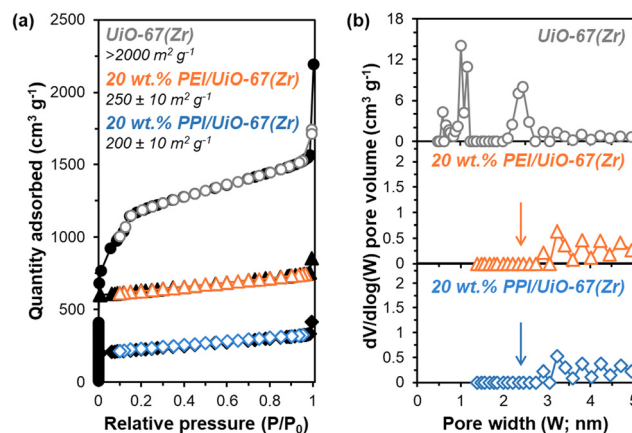 (a)
UiO-67(Zr)
>2000 m² g⁻¹
20 wt.% PEI/UiO-67(Zr)
250 ± 10 m² g⁻¹
20 wt.% PPI/UiO-67(Zr)
200 ± 10 m² g⁻¹
Quantity adsorbed (cm³ g⁻¹)
2500
2000
1500
1000
500
0
0 0.2 0.4 0.6 0.8 1
Relative pressure (P/P₀)
(b)
UiO-67(Zr)
18
12
6
0
20 wt.% PEI/UiO-67(Zr)
2
1.5
1
0.5
0
20 wt.% PPI/UiO-67(Zr)
2
1.5
1
0.5
0
dV/dlog(W) pore volume (cm³ g⁻¹)
0 1 2 3 4 5
Pore width (W; nm)